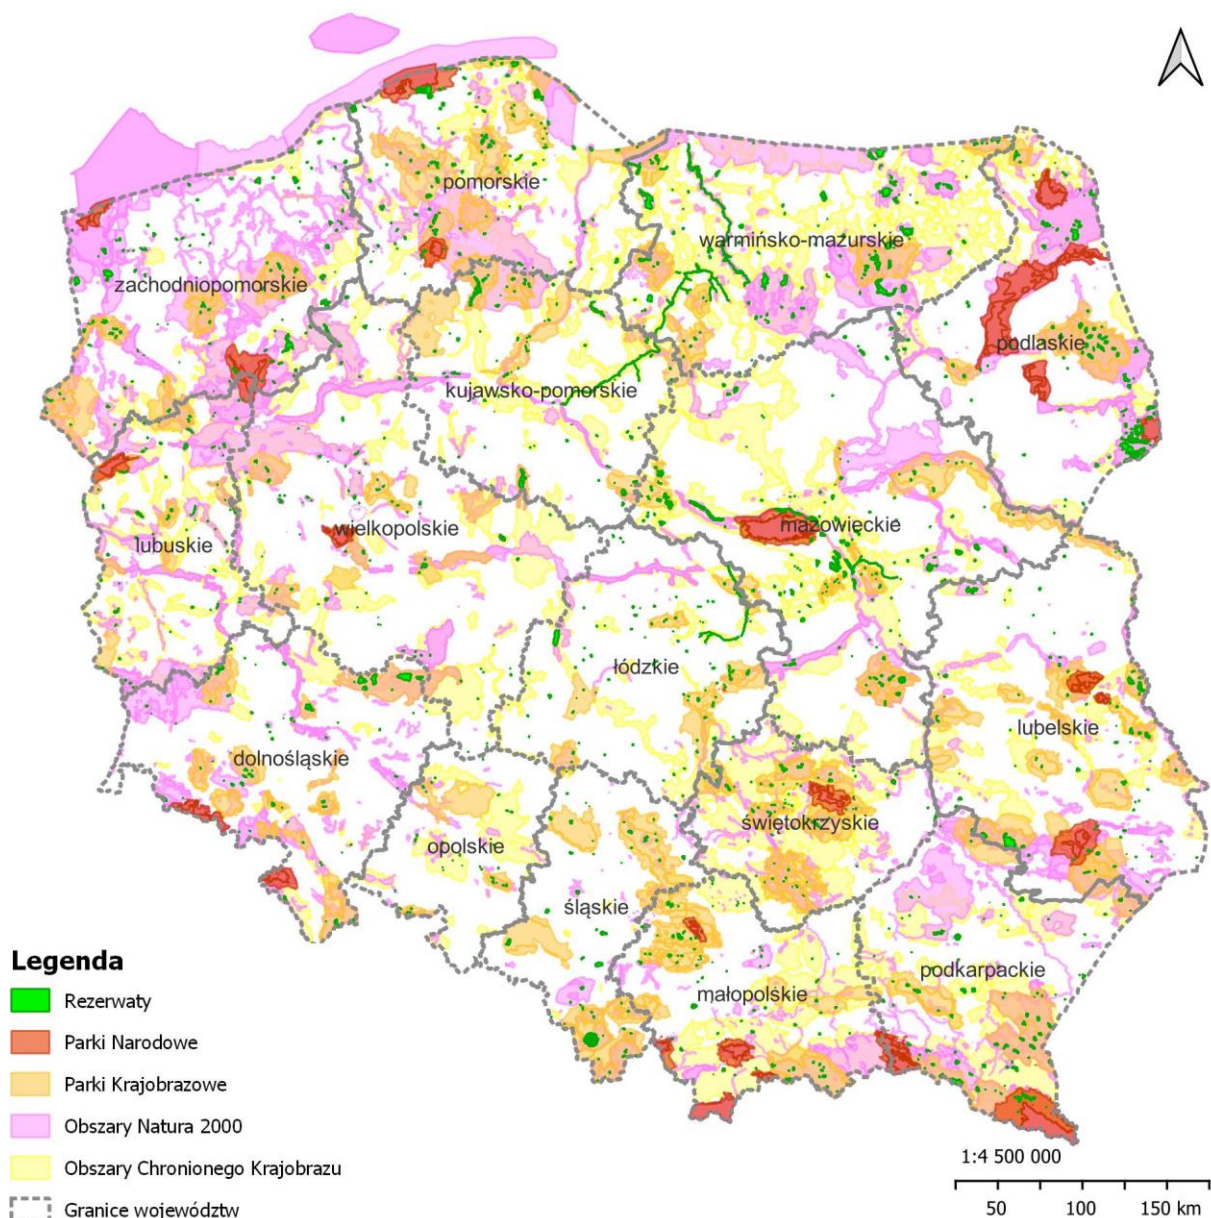 pomorskie
warmińsko-mazurskie
zachodniopomorskie
podlaskie
kujawsko-pomorskie
wielkopolskie
mazowieckie
lubuskie
łódzkie
lubelskie
dolnośląskie
świętokrzyskie
opolskie
śląskie
podkarpackie
małopolskie
Legenda
Rezerwaty
Parki Narodowe
Parki Krajobrazowe
Obszary Natura 2000
Obszary Chronionego Krajobrazu
Granice województw
1:4 500 000
50 100 150 km